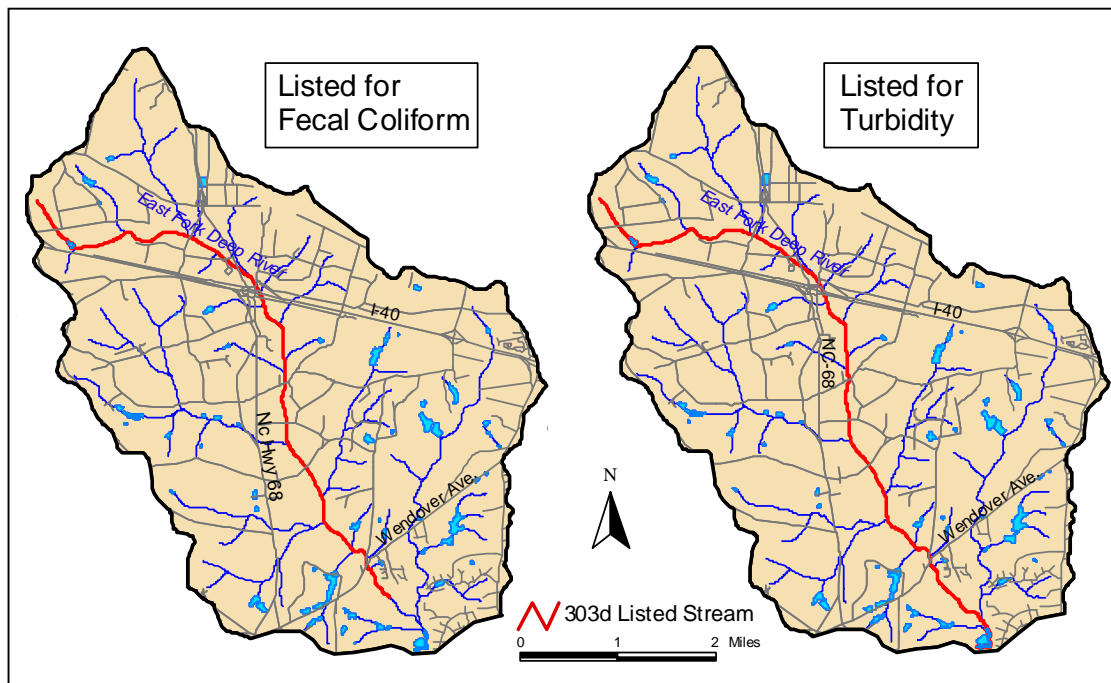 Listed for
Fecal Coliform
East Fork Deep River
I-40
Nc Hwy 68
Wendover Ave.
Listed for
Turbidity
East Fork Deep River
I-40
NC-68
Wendover Ave.
N
303d Listed Stream
0 1 2 Miles